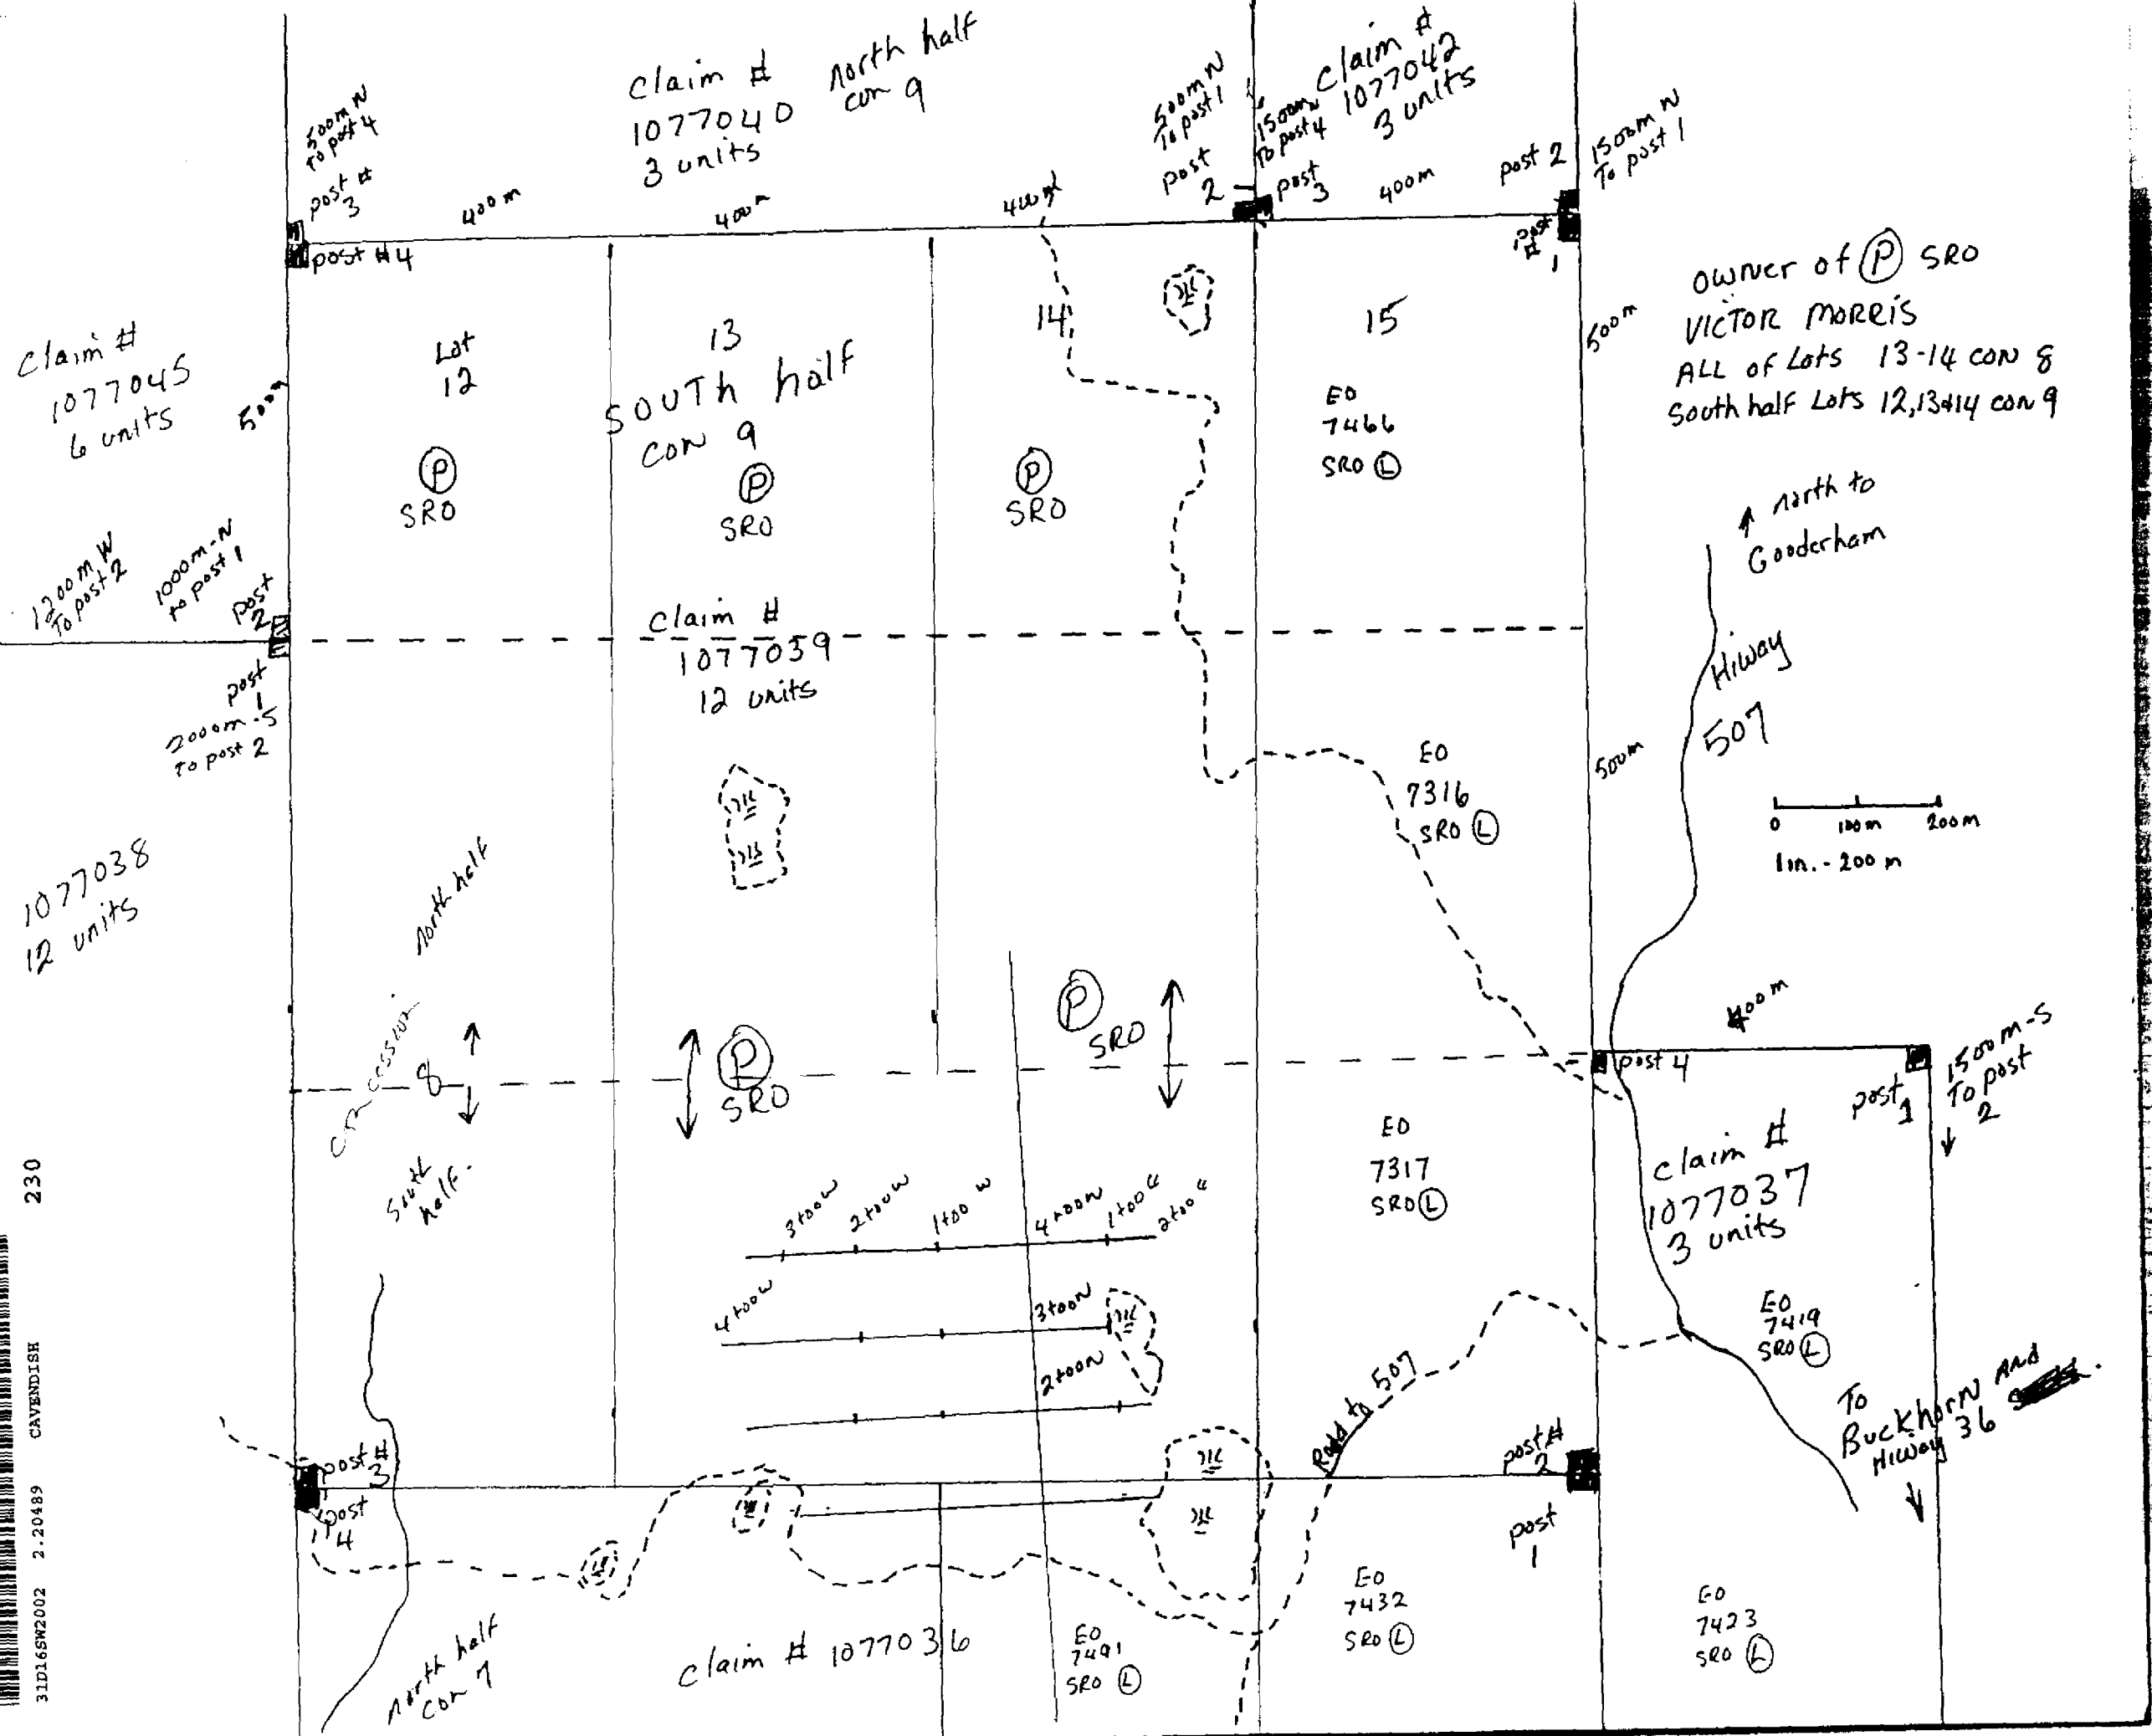 Claim #
1077040
3 units
north half
con 9
500m N
To post 1
Claim #
1077042
3 units
500m N
To post 4
post #
3
400m
400m
400m
post
2
1500m N
To post 4
post
3
400m
post 2
1500m N
To post 1
post #4
post
#
1
Claim #
1077045
6 units
500m
Lot
12
13
SOUTH half
con 9
14
15
500m
owner of Ⓟ SRO
VICTOR MORRIS
ALL of Lots 13-14 con 8
South half Lots 12,13&14 con 9
Ⓟ
SRO
Ⓟ
SRO
Ⓟ
SRO
EO
7466
SRO Ⓛ
north to
Gooderham
1200m W
To post 2
1000m-N
to post 1
post
2
Claim #
1077039
12 units
post
1
2000m-S
To post 2
Hiway
507
EO
7316
SRO Ⓛ
500m
0 100m 200m
1in. - 200 m
1077038
12 units
north half
concession
8
South
half.
Ⓟ
SRO
Ⓟ
SRO
400m
post 4
post
1
1500m-S
To post
2
EO
7317
SRO Ⓛ
Claim #
1077037
3 units
3+00W
2+00W
1+00 W
4+00N
1+00E
2+00E
4+00W
3+00N
2+00N
EO
7419
SRO Ⓛ
Road to 507
To
Buckhorn AND
Hiway 36
post #
3
post
4
post #
2
post
1
north half
con 7
Claim # 1077036
EO
7491
SRO Ⓛ
EO
7432
SRO Ⓛ
EO
7423
SRO Ⓛ
31D16SW2002 2.20489 CAVENDISH 230